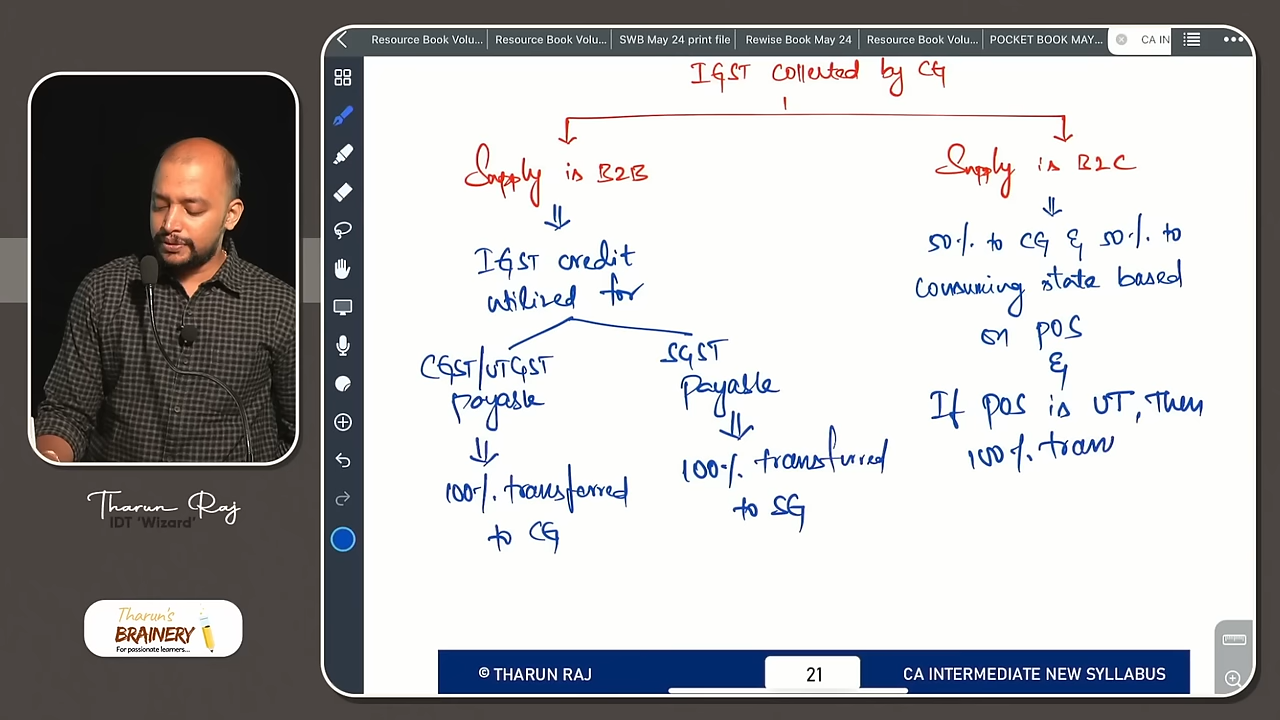 Resource Book Volu...
Resource Book Volu...
SWB May 24 print file
Rewise Book May 24
Resource Book Volu...
POCKET BOOK MAY...
CA IN
IGST collected by CG
Supply is B2B
IGST credit
utilized for
CGST/UTGST
payable
100% transferred
to CG
SGST
payable
100% transferred
to SG
Supply is B2C
50% to CG & 50% to
consuming state based
on POS
&
If POS is UT, then
100% tran
Tharun Raj
IDT 'Wizard'
Tharun's
BRAINERY
For passionate learners...
© THARUN RAJ
21
CA INTERMEDIATE NEW SYLLABUS